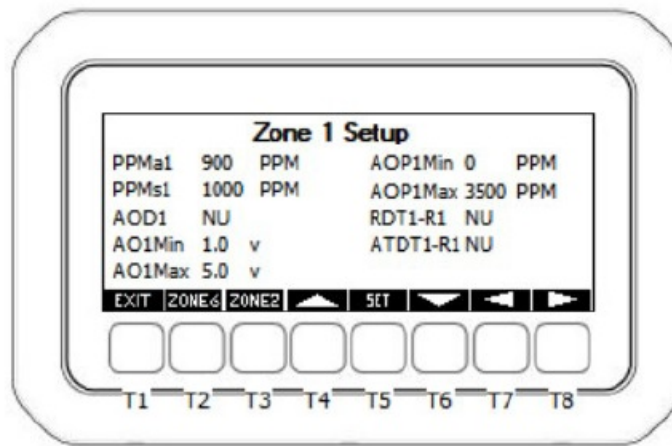 Zone 1 Setup
PPMa1 900 PPM AOP1Min 0 PPM
PPMs1 1000 PPM AOP1Max 3500 PPM
AOD1 NU RDT1-R1 NU
AO1Min 1.0 v ATDT1-R1 NU
AO1Max 5.0 v
EXIT ZONE6 ZONE2 SET
T1 T2 T3 T4 T5 T6 T7 T8